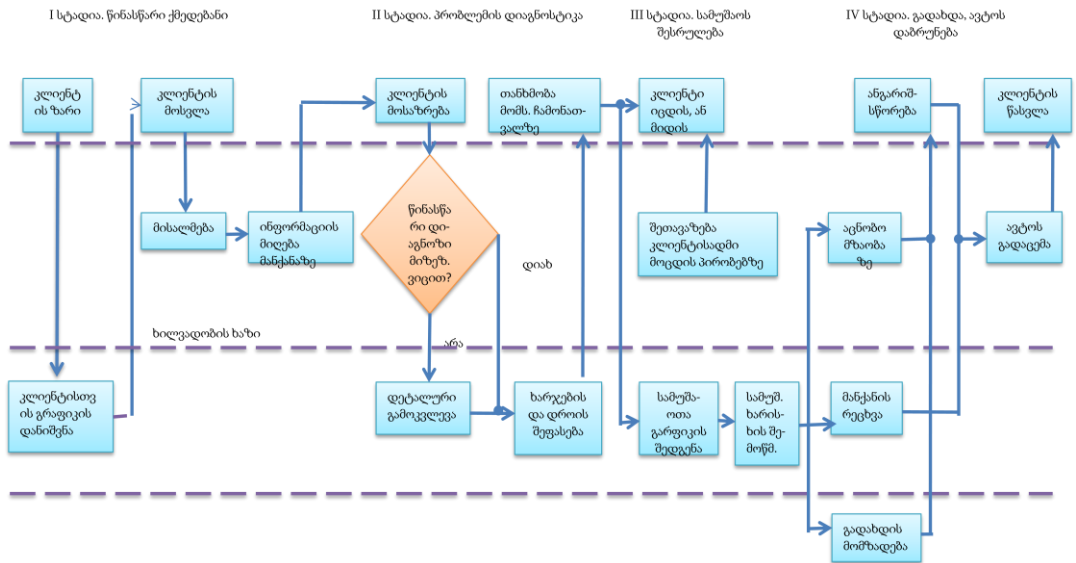 I სტადია. წინასწარი ქმედებანი
II სტადია. პრობლემის დიაგნოსტიკა
III სტადია. სამუშაოს
შესრულება
IV სტადია. გადახდა, ავტოს
დაბრუნება
კლიენტ
ის ზარი
კლიენტის
მოსვლა
კლიენტის
მოსაზრება
თანხმობა
მომს. ჩამონათ-
ვალზე
კლიენტი
იცდის, ან
მიდის
ანგარიშ-
სწორება
კლიენტის
წასვლა
მისალმება
ინფორმაციის
მიღება
მანქანაზე
წინასწა
რი დი-
აგნოზი
მიზეზ.
ვიცით?
დიახ
შეთავაზება
კლიენტისადმი
მოცდის პირობებზე
აცნობო
მზაობა
ზე
ავტოს
გადაცემა
ხილვადობის ხაზი
არა
კლიენტისთვ
ის გრაფიკის
დანიშვნა
დეტალური
გამოკვლევა
ხარჯების
და დროის
შეფასება
სამუშა-
ოთა
გარფიკის
შედგენა
სამუშ.
ხარის-
ხის შე-
მოწმ.
მანქანის
რეცხვა
გადახდის
მომზადება